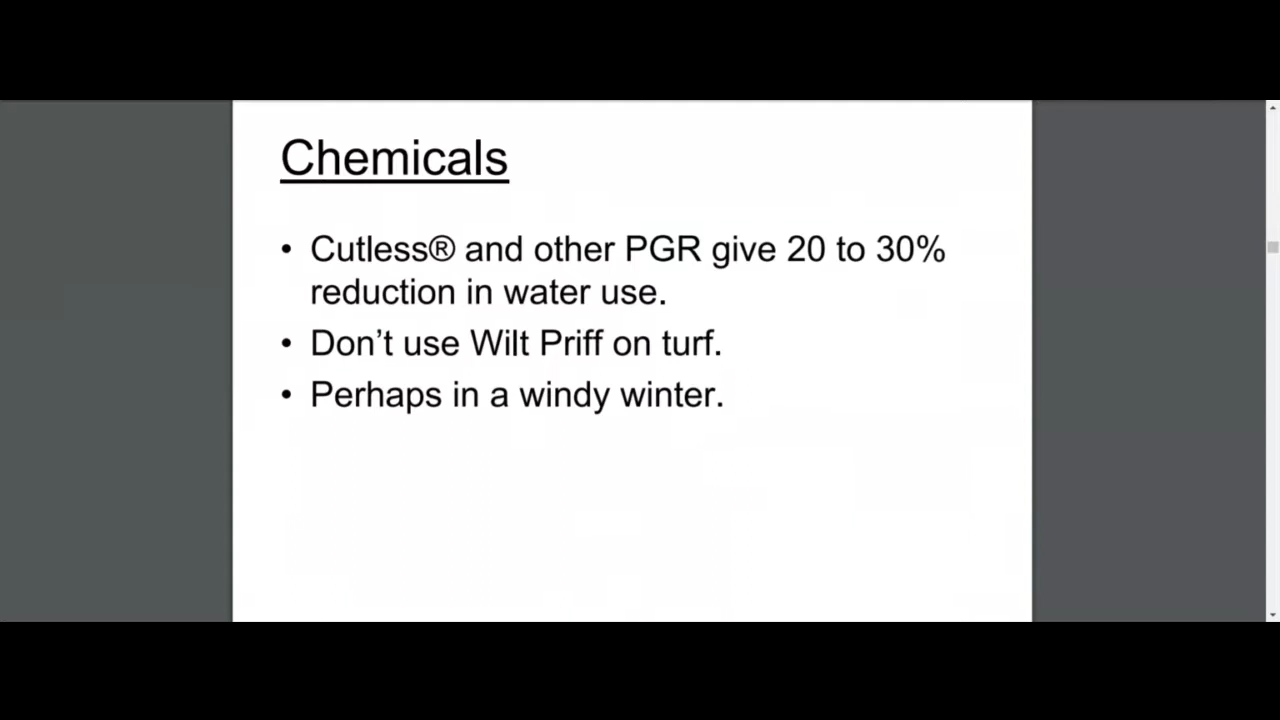 Chemicals
• Cutless® and other PGR give 20 to 30%
reduction in water use.
• Don’t use Wilt Priff on turf.
• Perhaps in a windy winter.